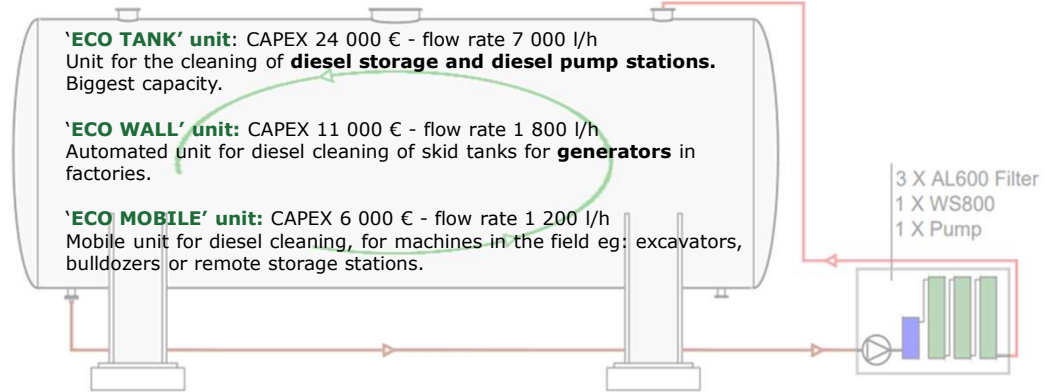 ‘ECO TANK’ unit: CAPEX 24 000 € - flow rate 7 000 l/h
Unit for the cleaning of diesel storage and diesel pump stations.
Biggest capacity.
‘ECO WALL’ unit: CAPEX 11 000 € - flow rate 1 800 l/h
Automated unit for diesel cleaning of skid tanks for generators in
factories.
‘ECO MOBILE’ unit: CAPEX 6 000 € - flow rate 1 200 l/h
Mobile unit for diesel cleaning, for machines in the field eg: excavators,
bulldozers or remote storage stations.
3 X AL600 Filter
1 X WS800
1 X Pump